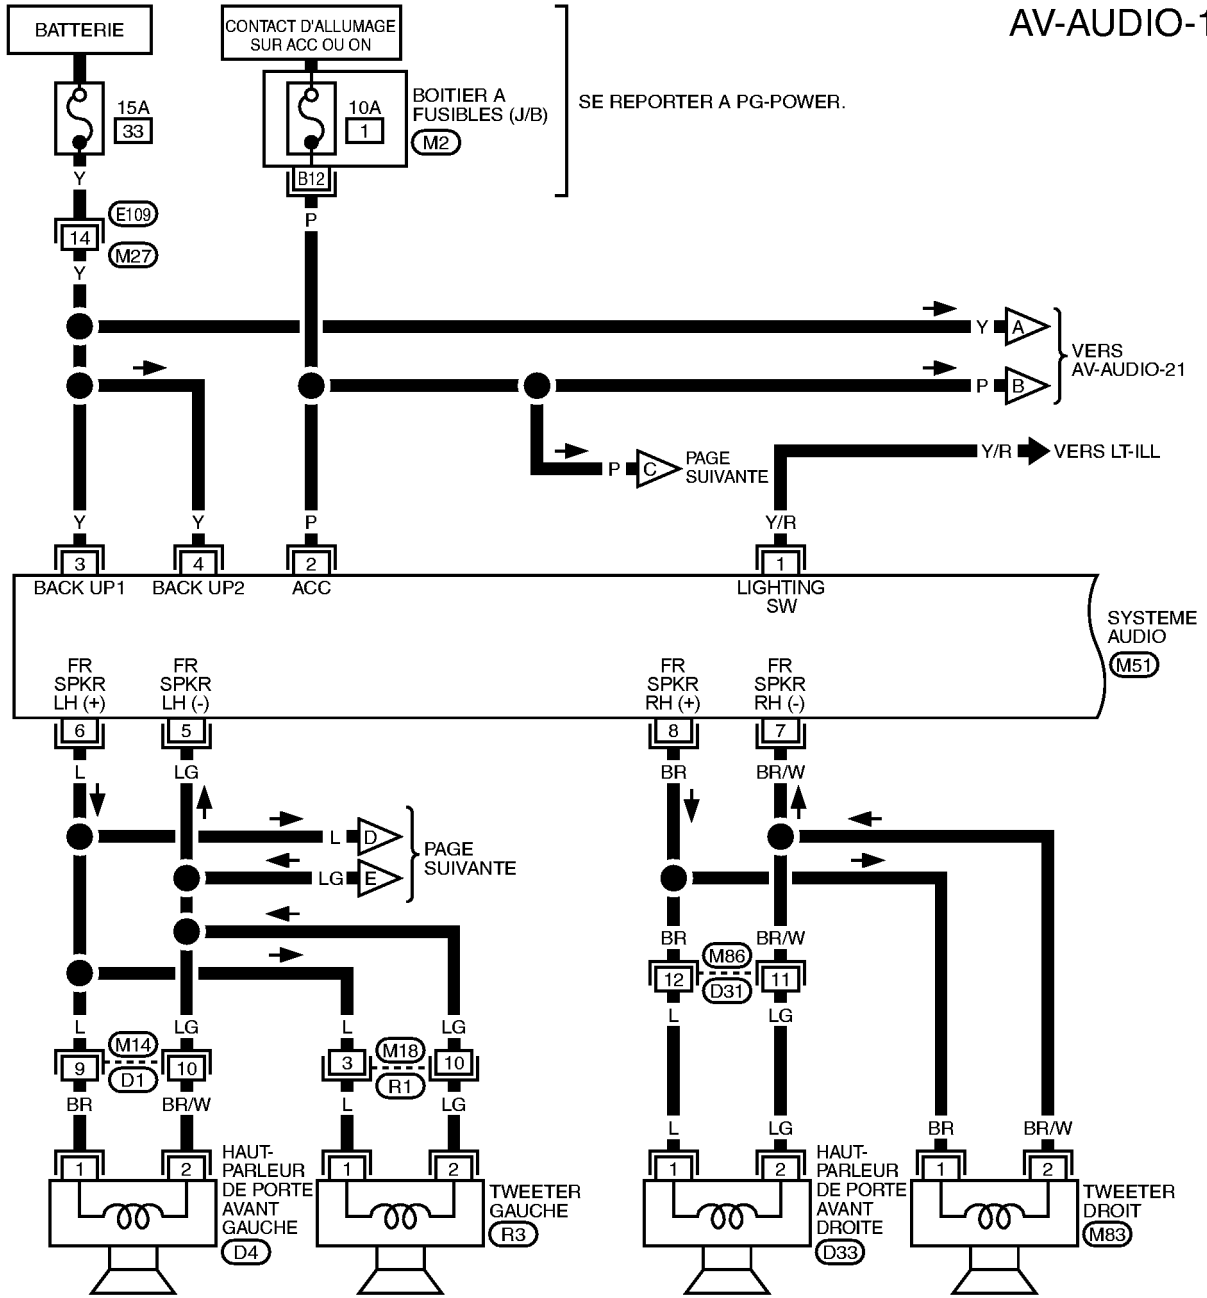 AV-AUDIO-1
BATTERIE
CONTACT D'ALLUMAGE
SUR ACC OU ON
15A
33
10A
1
BOITIER A
FUSIBLES (J/B)
M2
SE REPORTER A PG-POWER.
B12
Y
P
E109
14
M27
Y
Y
A
P
B
VERS
AV-AUDIO-21
P
C
PAGE
SUIVANTE
Y/R
VERS LT-ILL
Y
Y
P
Y/R
3
4
2
1
BACK UP1
BACK UP2
ACC
LIGHTING
SW
SYSTEME
AUDIO
M51
FR
SPKR
LH (+)
FR
SPKR
LH (-)
FR
SPKR
RH (+)
FR
SPKR
RH (-)
6
5
8
7
L
LG
BR
BR/W
L
D
LG
E
PAGE
SUIVANTE
BR
BR/W
12
M86
D31
11
L
LG
L
LG
L
LG
9
M14
D1
10
3
M18
R1
10
BR
BR/W
L
LG
L
LG
BR
BR/W
1
2
1
2
1
2
1
2
HAUT-
PARLEUR
DE PORTE
AVANT
GAUCHE
D4
TWEETER
GAUCHE
R3
HAUT-
PARLEUR
DE PORTE
AVANT
DROITE
D33
TWEETER
DROIT
M83